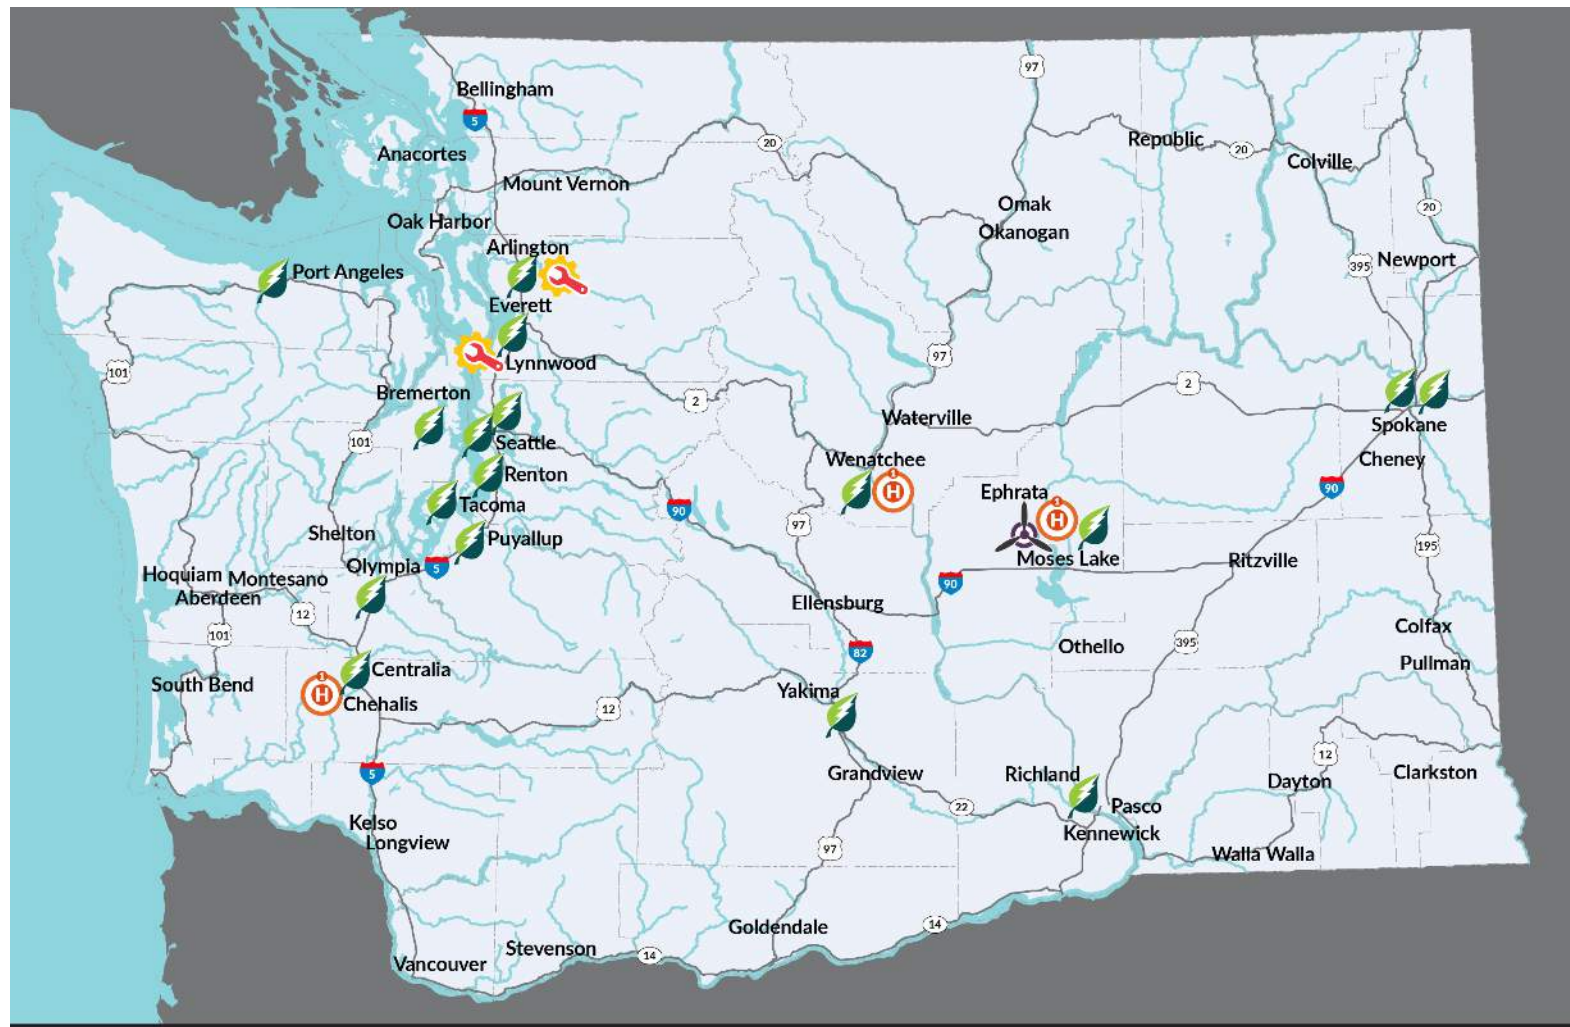 97
Bellingham
5
20
Republic
20
Anacortes
Colville
Mount Vernon
Omak
20
Oak Harbor
Okanogan
Arlington
Newport
395
Port Angeles
Everett
97
Lynnwood
101
2
Bremerton
2
Waterville
Spokane
101
Seattle
Wenatchee
Cheney
Renton
1
H
90
Ephrata
Tacoma
90
1
H
97
Shelton
Puyallup
195
Moses Lake
Ritzville
Olympia
5
Hoquiam
Montesano
90
Aberdeen
Ellensburg
12
101
Colfax
395
Othello
82
Pullman
Centralia
1
H
South Bend
Yakima
Chehalis
12
12
5
Grandview
Richland
Clarkston
Dayton
22
Pasco
Kelso
Kennewick
Longview
97
Walla Walla
Goldendale
14
Stevenson
14
Vancouver